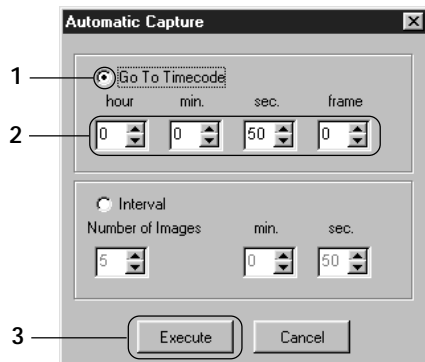 Automatic Capture
1
Go To Timecode
hour min. sec. frame
2
0 0 50 0
Interval
Number of Images min. sec.
5 0 50
3
Execute Cancel